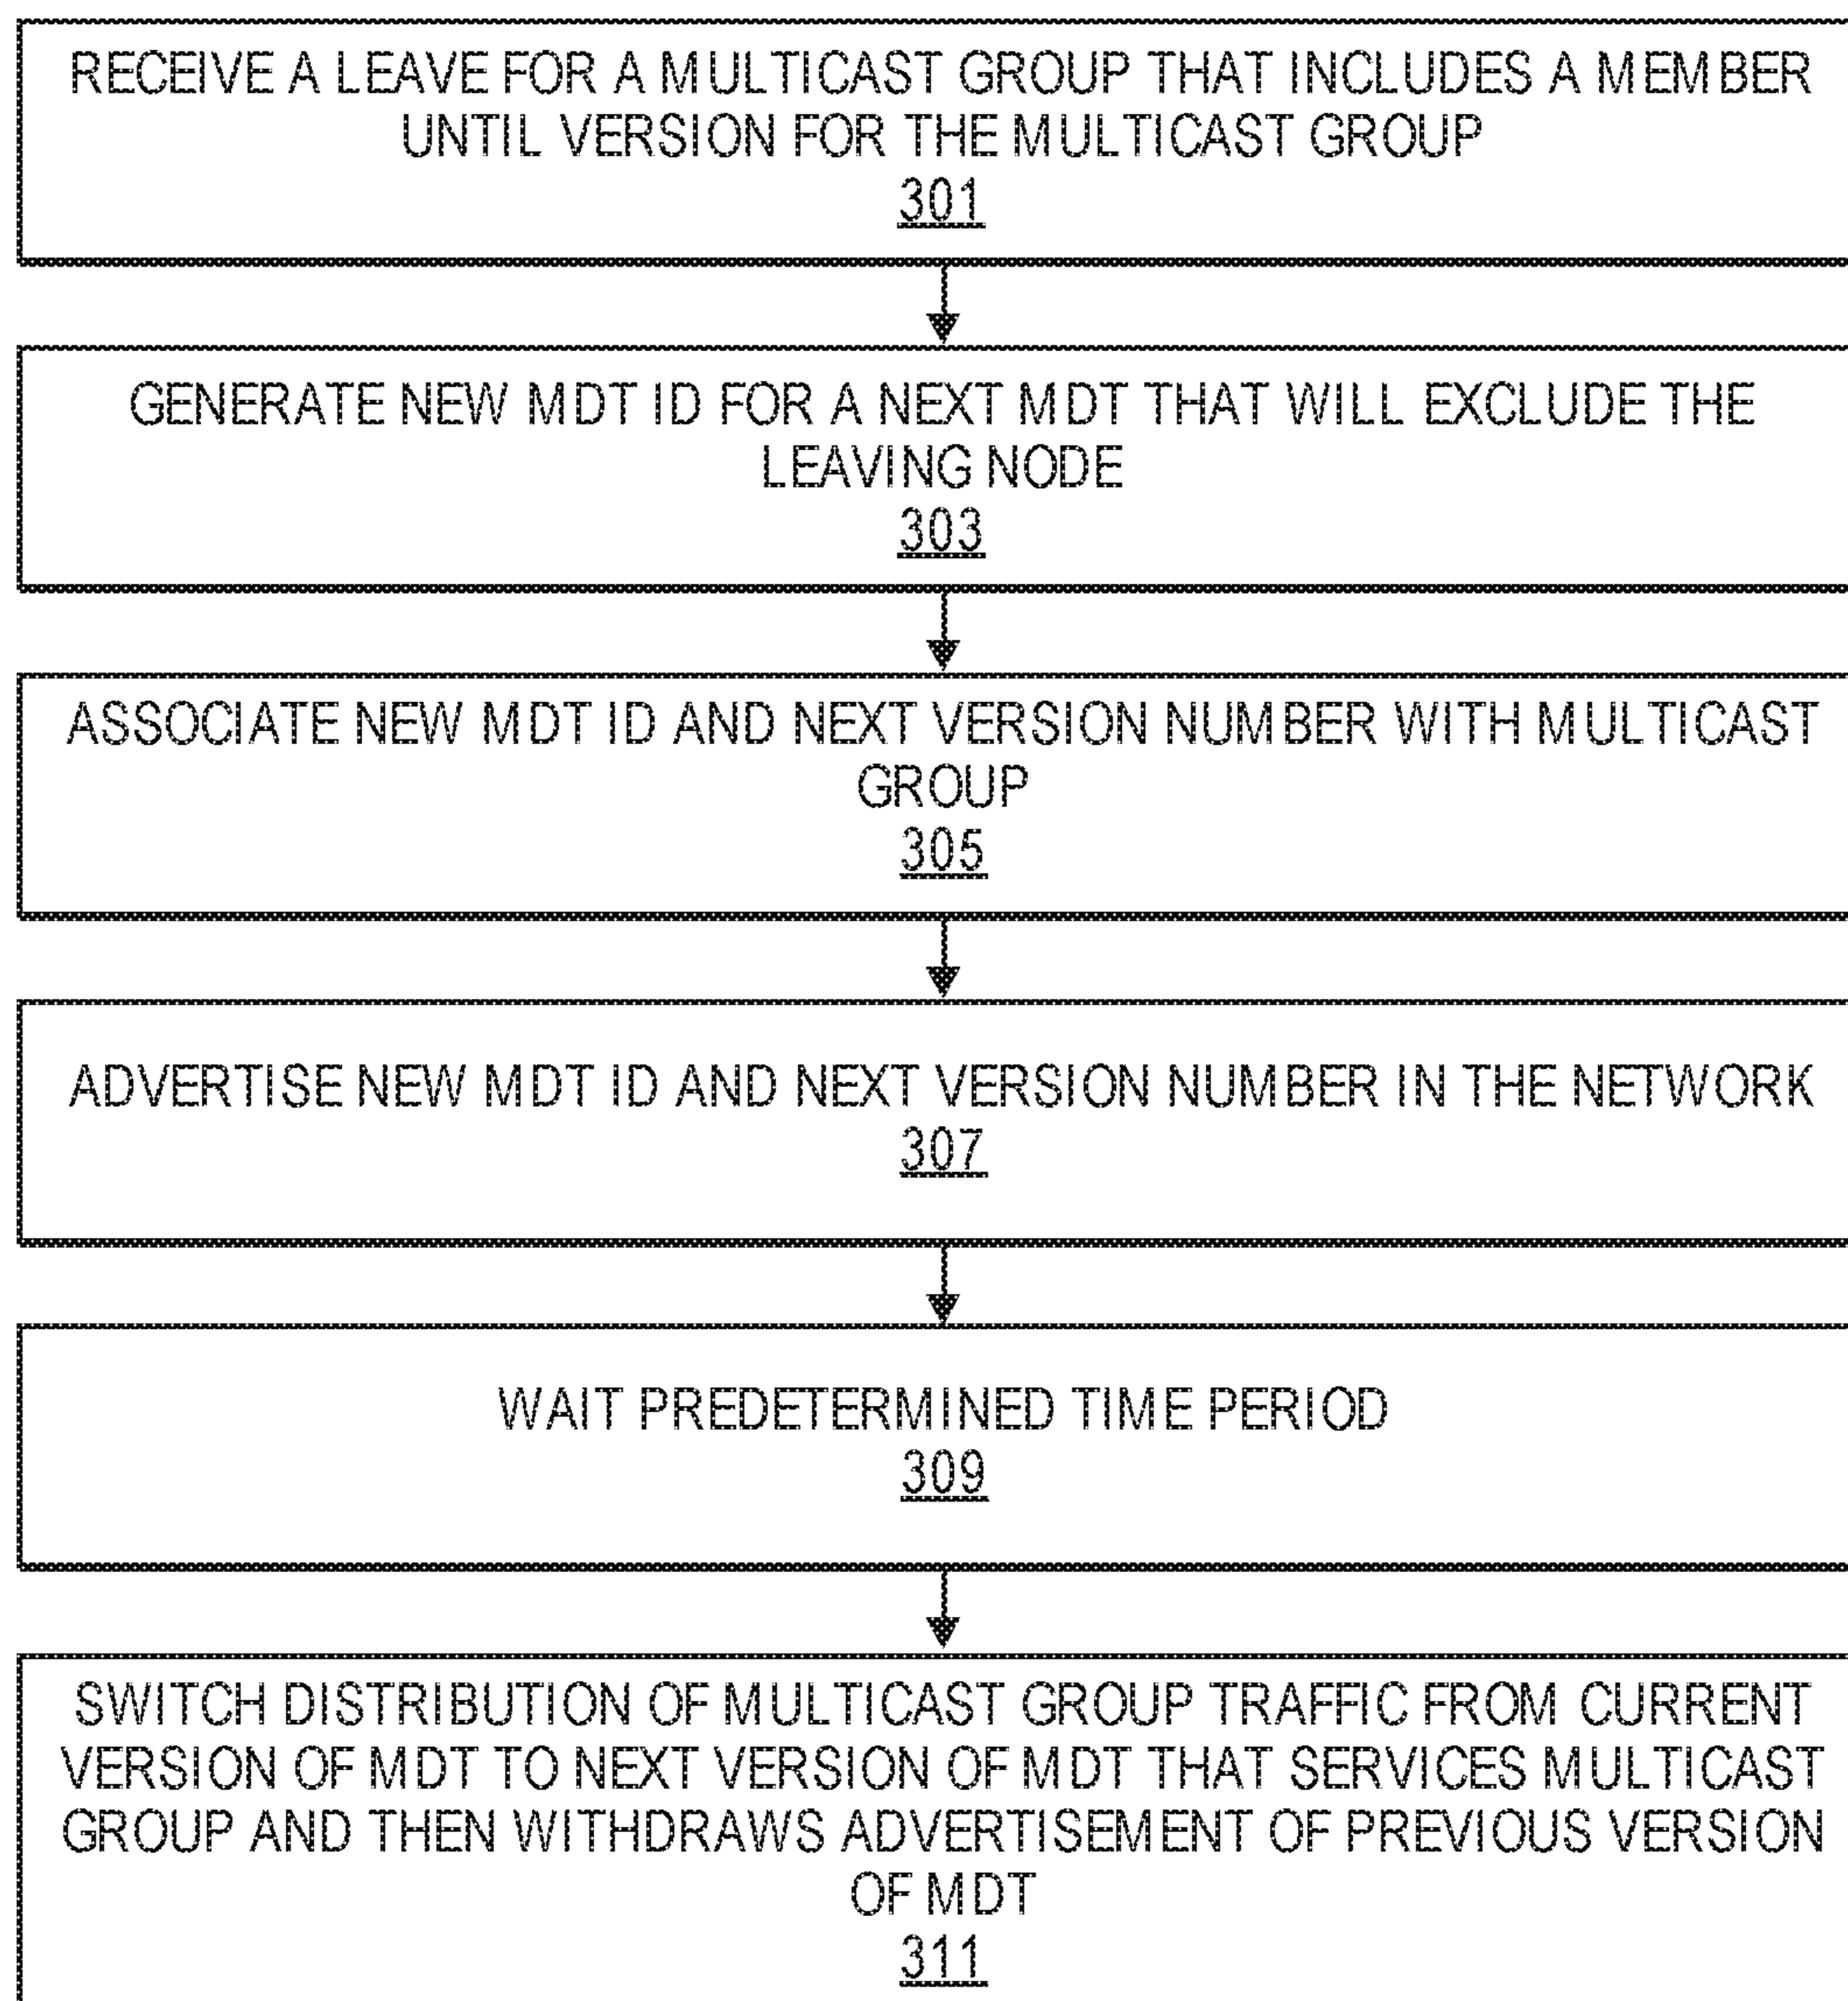 RECEIVE A LEAVE FOR A MULTICAST GROUP THAT INCLUDES A MEMBER
UNTIL VERSION FOR THE MULTICAST GROUP
301
GENERATE NEW MDT ID FOR A NEXT MDT THAT WILL EXCLUDE THE
LEAVING NODE
303
ASSOCIATE NEW MDT ID AND NEXT VERSION NUMBER WITH MULTICAST
GROUP
305
ADVERTISE NEW MDT ID AND NEXT VERSION NUMBER IN THE NETWORK
307
WAIT PREDETERMINED TIME PERIOD
309
SWITCH DISTRIBUTION OF MULTICAST GROUP TRAFFIC FROM CURRENT
VERSION OF MDT TO NEXT VERSION OF MDT THAT SERVICES MULTICAST
GROUP AND THEN WITHDRAWS ADVERTISEMENT OF PREVIOUS VERSION
OF MDT
311